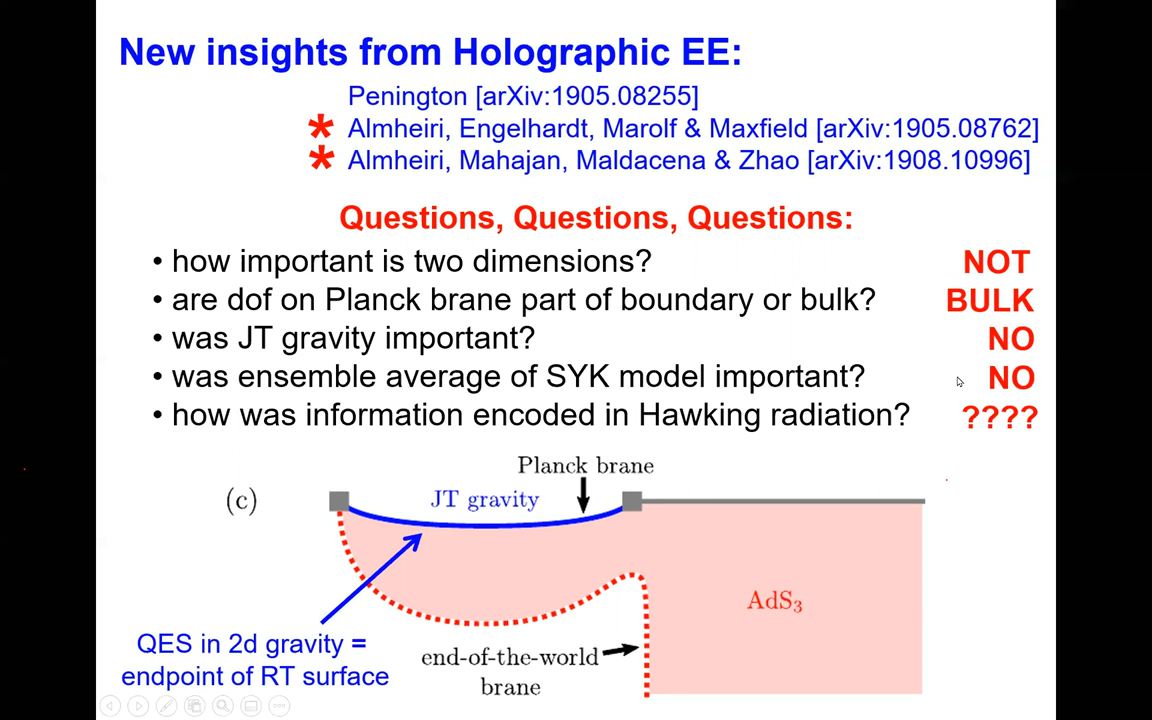 New insights from Holographic EE:
Penington [arXiv:1905.08255]
* Almheiri, Engelhardt, Marolf & Maxfield [arXiv:1905.08762]
* Almheiri, Mahajan, Maldacena & Zhao [arXiv:1908.10996]
Questions, Questions, Questions:
• how important is two dimensions? NOT
• are dof on Planck brane part of boundary or bulk? BULK
• was JT gravity important? NO
• was ensemble average of SYK model important? NO
• how was information encoded in Hawking radiation? ????
Planck brane
(c) JT gravity
AdS₃
QES in 2d gravity =
endpoint of RT surface
end-of-the-world
brane